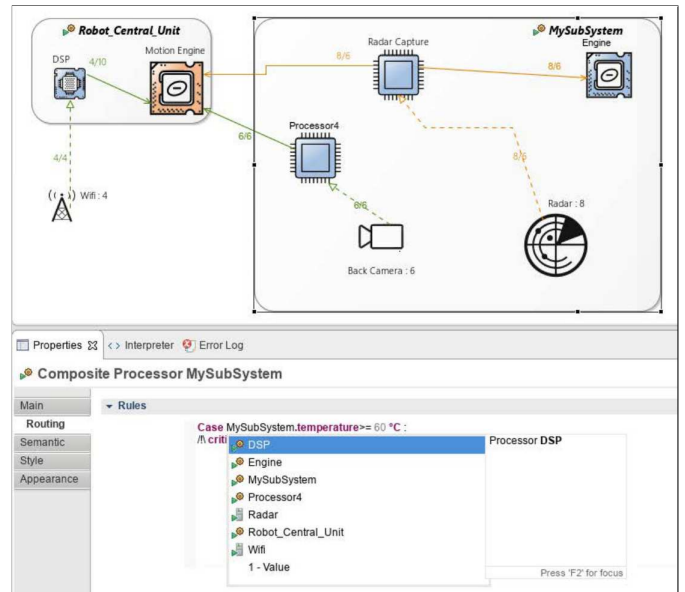 Robot_Central_Unit
MySubSystem
Motion Engine
Radar Capture
Engine
DSP
4/10
8/6
8/6
Processor4
6/6
4/4
8/6
6/6
Wifi : 4
Radar : 8
Back Camera : 6
Properties
Interpreter
Error Log
Composite Processor MySubSystem
Main
Rules
Routing
Case MySubSystem.temperature>= 60 °C :
Semantic
/!\ criti
DSP
Processor DSP
Style
Engine
Appearance
MySubSystem
Processor4
Radar
Robot_Central_Unit
Wifi
1 - Value
Press 'F2' for focus